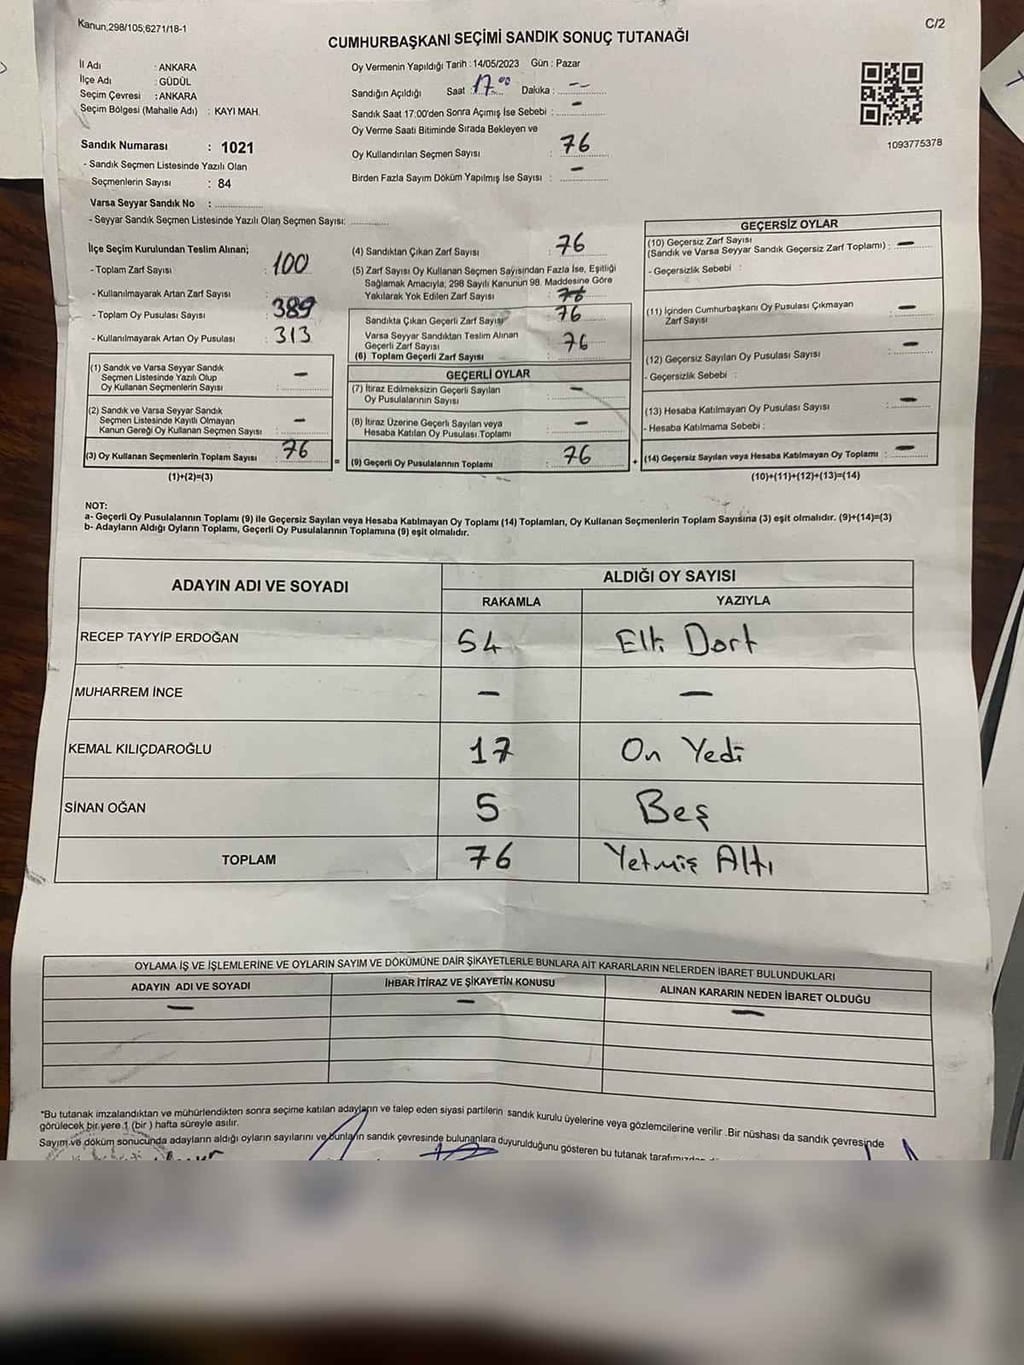 Kanun,298/105;6271/18-1
C/2
CUMHURBAŞKANI SEÇİMİ SANDIK SONUÇ TUTANAĞI
İl Adı : ANKARA
İlçe Adı : GÜDÜL
Seçim Çevresi : ANKARA
Seçim Bölgesi (Mahalle Adı) : KAYI MAH.
Sandık Numarası : 1021
- Sandık Seçmen Listesinde Yazılı Olan
Seçmenlerin Sayısı : 84
Varsa Seyyar Sandık No :
- Seyyar Sandık Seçmen Listesinde Yazılı Olan Seçmen Sayısı:
Oy Vermenin Yapıldığı Tarih : 14/05/2023 Gün : Pazar
Sandığın Açıldığı Saat : 17.00 Dakika : --
Sandık Saat 17:00'den Sonra Açımış İse Sebebi : -
Oy Verme Saati Bitiminde Sırada Bekleyen ve
Oy Kullandırılan Seçmen Sayısı : 76
Birden Fazla Sayım Döküm Yapılmış İse Sayısı : -
1093775378
İlçe Seçim Kurulundan Teslim Alınan;
- Toplam Zarf Sayısı : 100
- Kullanılmayarak Artan Zarf Sayısı :
- Toplam Oy Pusulası Sayısı : 389
- Kullanılmayarak Artan Oy Pusulası : 313
(1) Sandık ve Varsa Seyyar Sandık
Seçmen Listesinde Yazılı Olup
Oy Kullanan Seçmenlerin Sayısı : -
(2) Sandık ve Varsa Seyyar Sandık
Seçmen Listesinde Kayıtlı Olmayan
Kanun Gereği Oy Kullanan Seçmen Sayısı : -
(3) Oy Kullanan Seçmenlerin Toplam Sayısı : 76
(1)+(2)=(3)
(4) Sandıktan Çıkan Zarf Sayısı : 76
(5) Zarf Sayısı Oy Kullanan Seçmen Sayısından Fazla İse, Eşitliği
Sağlamak Amacıyla, 298 Sayılı Kanunun 98. Maddesine Göre
Yakılarak Yok Edilen Zarf Sayısı : 76
Sandıkta Çıkan Geçerli Zarf Sayısı : 76
Varsa Seyyar Sandıktan Teslim Alınan
Geçerli Zarf Sayısı : 76
(6) Toplam Geçerli Zarf Sayısı
GEÇERLİ OYLAR
(7) İtiraz Edilmeksizin Geçerli Sayılan
Oy Pusulalarının Sayısı : -
(8) İtiraz Üzerine Geçerli Sayılan veya
Hesaba Katılan Oy Pusulası Toplamı : -
=
(9) Geçerli Oy Pusulalarının Toplamı : 76
+
GEÇERSİZ OYLAR
(10) Geçersiz Zarf Sayısı
(Sandık ve Varsa Seyyar Sandık Geçersiz Zarf Toplamı) : -
- Geçersizlik Sebebi :
(11) İçinden Cumhurbaşkanı Oy Pusulası Çıkmayan
Zarf Sayısı : -
(12) Geçersiz Sayılan Oy Pusulası Sayısı : -
- Geçersizlik Sebebi :
(13) Hesaba Katılmayan Oy Pusulası Sayısı : -
- Hesaba Katılmama Sebebi :
(14) Geçersiz Sayılan veya Hesaba Katılmayan Oy Toplamı : -
(10)+(11)+(12)+(13)=(14)
NOT:
a- Geçerli Oy Pusulalarının Toplamı (9) ile Geçersiz Sayılan veya Hesaba Katılmayan Oy Toplamı (14) Toplamları, Oy Kullanan Seçmenlerin Toplam Sayısına (3) eşit olmalıdır. (9)+(14)=(3)
b- Adayların Aldığı Oyların Toplamı, Geçerli Oy Pusulalarının Toplamına (9) eşit olmalıdır.
ADAYIN ADI VE SOYADI ALDIĞI OY SAYISI
RAKAMLA YAZIYLA
RECEP TAYYİP ERDOĞAN 54 Elli Dört
MUHARREM İNCE - -
KEMAL KILIÇDAROĞLU 17 On Yedi
SİNAN OĞAN 5 Beş
TOPLAM 76 Yetmiş Altı
OYLAMA İŞ VE İŞLEMLERİNE VE OYLARIN SAYIM VE DÖKÜMÜNE DAİR ŞİKAYETLERLE BUNLARA AİT KARARLARIN NELERDEN İBARET BULUNDUKLARI
ADAYIN ADI VE SOYADI İHBAR İTİRAZ VE ŞİKAYETİN KONUSU ALINAN KARARIN NEDEN İBARET OLDUĞU
- - -
*Bu tutanak imzalandıktan ve mühürlendikten sonra seçime katılan adayların ve talep eden siyasi partilerin sandık kurulu üyelerine veya gözlemcilerine verilir .Bir nüshası da sandık çevresinde
görülecek bir yere 1 (bir ) hafta süreyle asılır.
Sayım ve döküm sonucunda adayların aldığı oyların sayılarını ve bunların sandık çevresinde bulunanlara duyurulduğunu gösteren bu tutanak